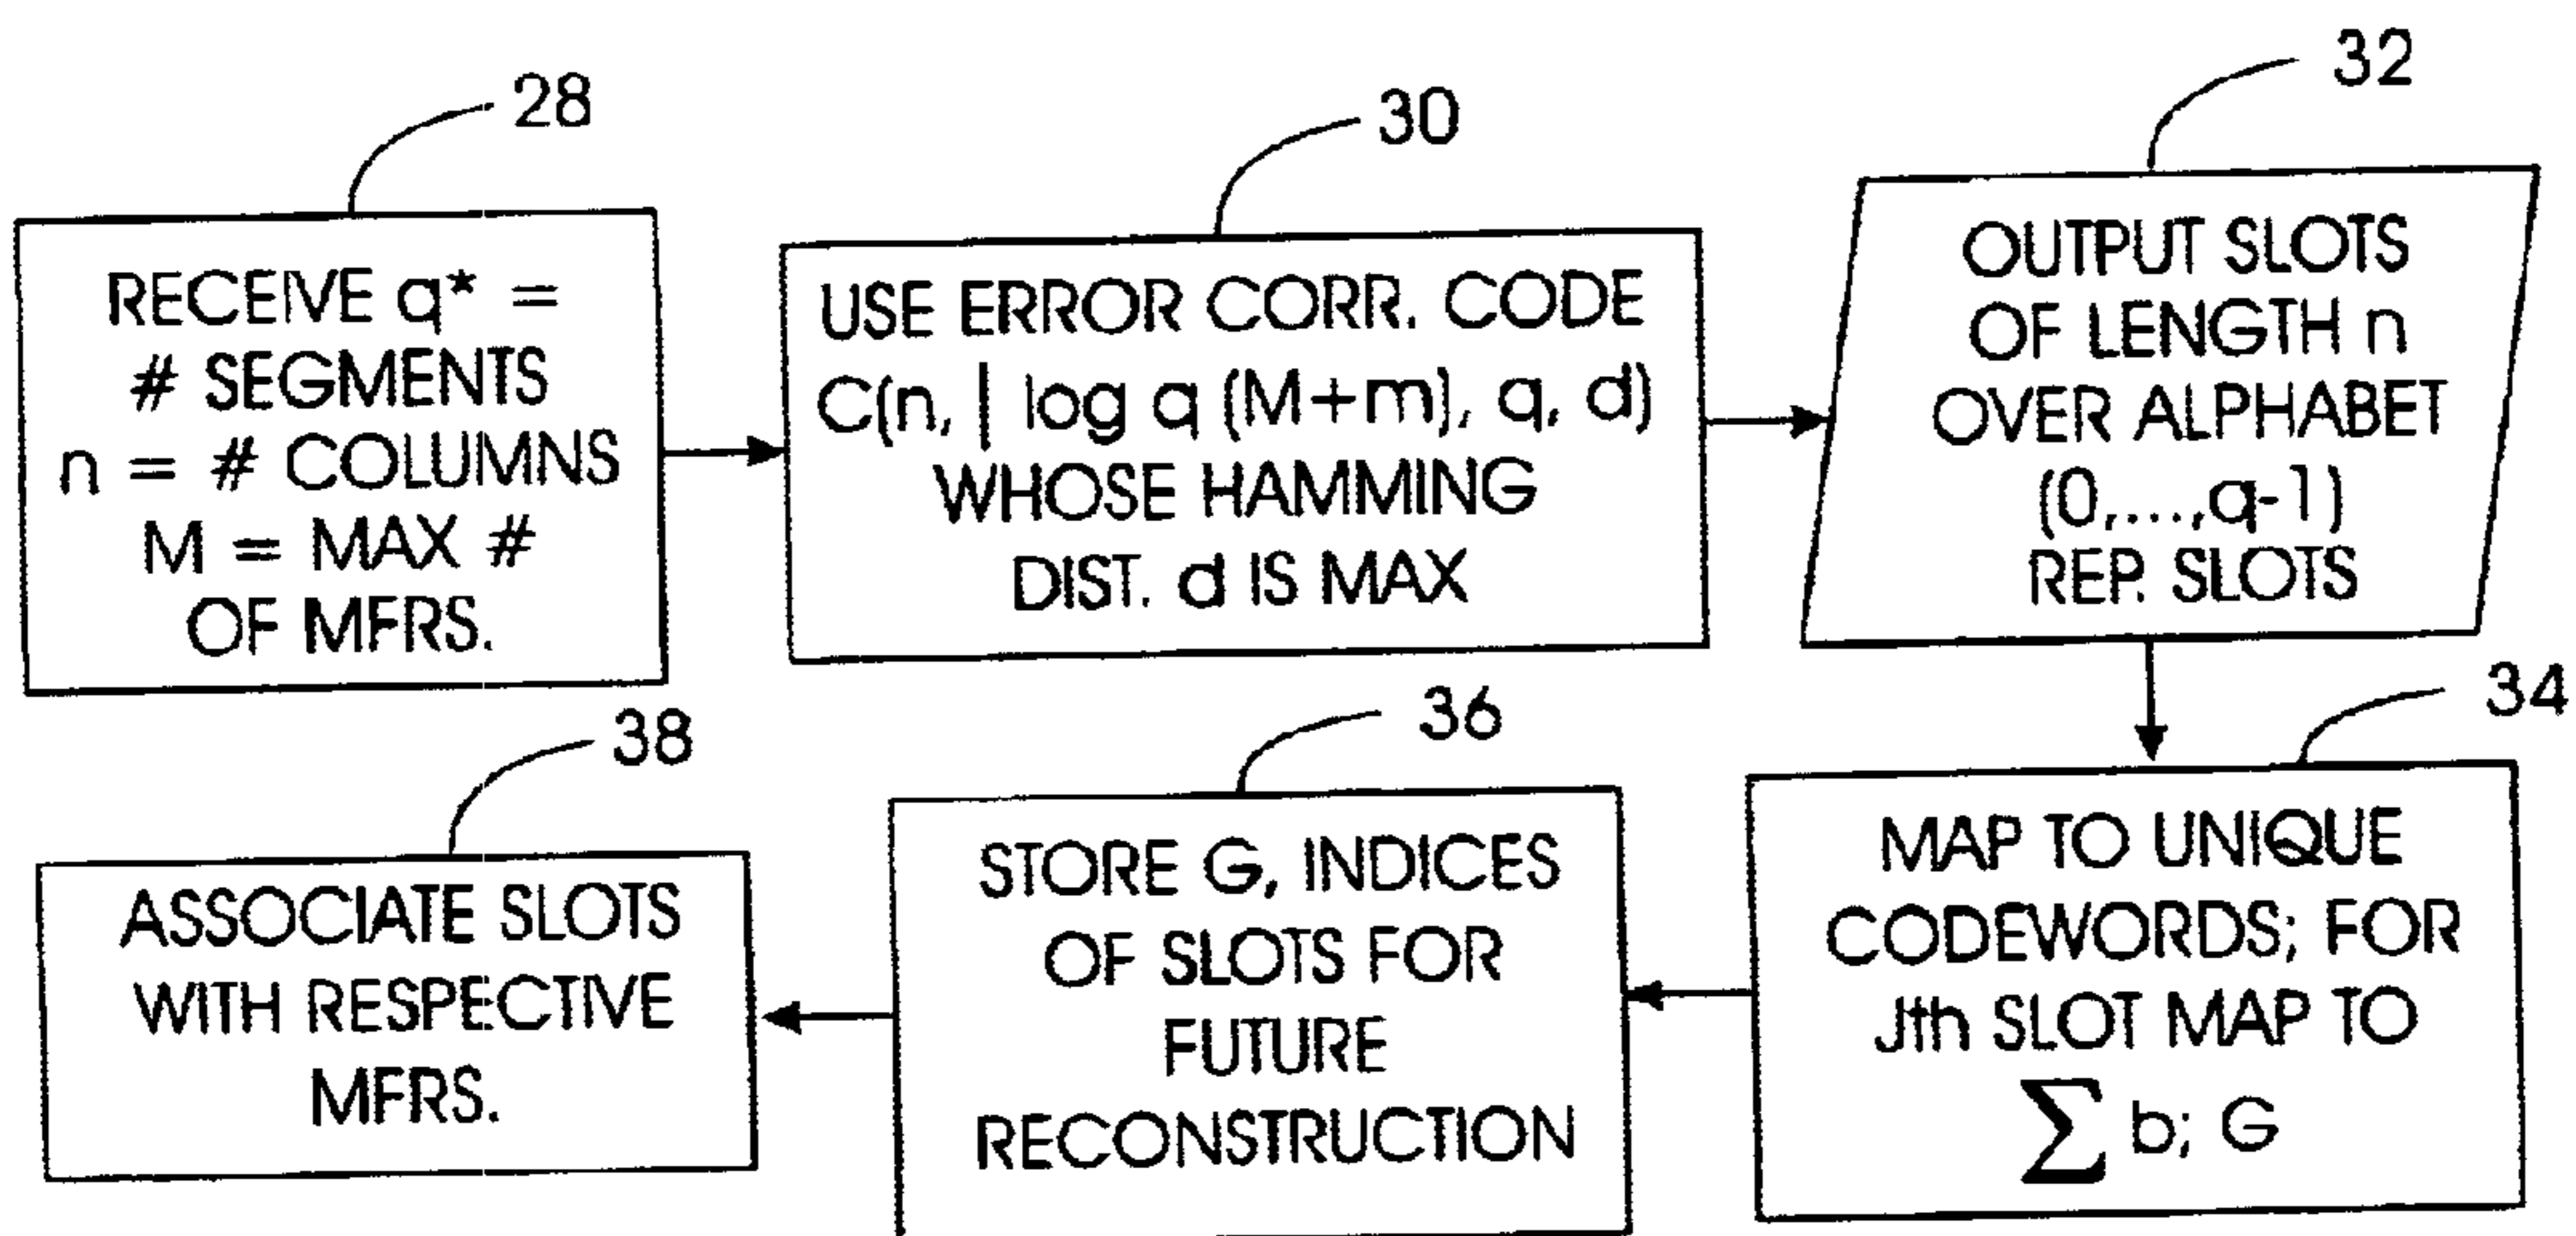 28
RECEIVE q* =
# SEGMENTS
n = # COLUMNS
M = MAX #
OF MFRS.
30
USE ERROR CORR. CODE
C(n, | log q (M+m), q, d)
WHOSE HAMMING
DIST. d IS MAX
32
OUTPUT SLOTS
OF LENGTH n
OVER ALPHABET
(0,...,q-1)
REP. SLOTS
34
MAP TO UNIQUE
CODEWORDS; FOR
Jth SLOT MAP TO
∑ b; G
36
STORE G, INDICES
OF SLOTS FOR
FUTURE
RECONSTRUCTION
38
ASSOCIATE SLOTS
WITH RESPECTIVE
MFRS.